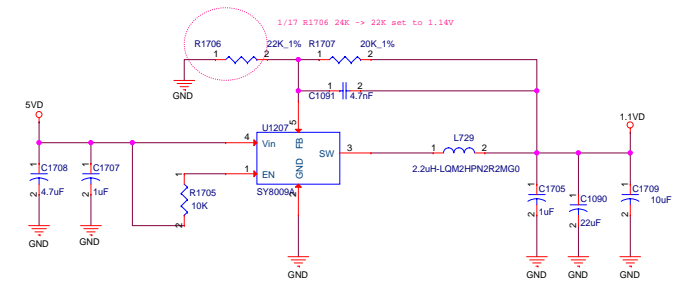 1/17 R1706 24K -> 22K set to 1.14V
R1706 22K_1% R1707 20K_1%
1 2 1 2
GND
C1091 4.7nF
5VD
1.1VD
U1207
5
L729
4 Vin FB SW 3 1 2
GND
2.2uH-LQM2HPN2R2MG0
C1708 C1707
1 EN
4.7uF 1uF
R1705
10K
SY8009A
2
C1705 C1090 C1709
1uF 22uF 10uF
1 2 1 2 1 2 1 2 1 2 1 2
GND GND GND GND GND GND